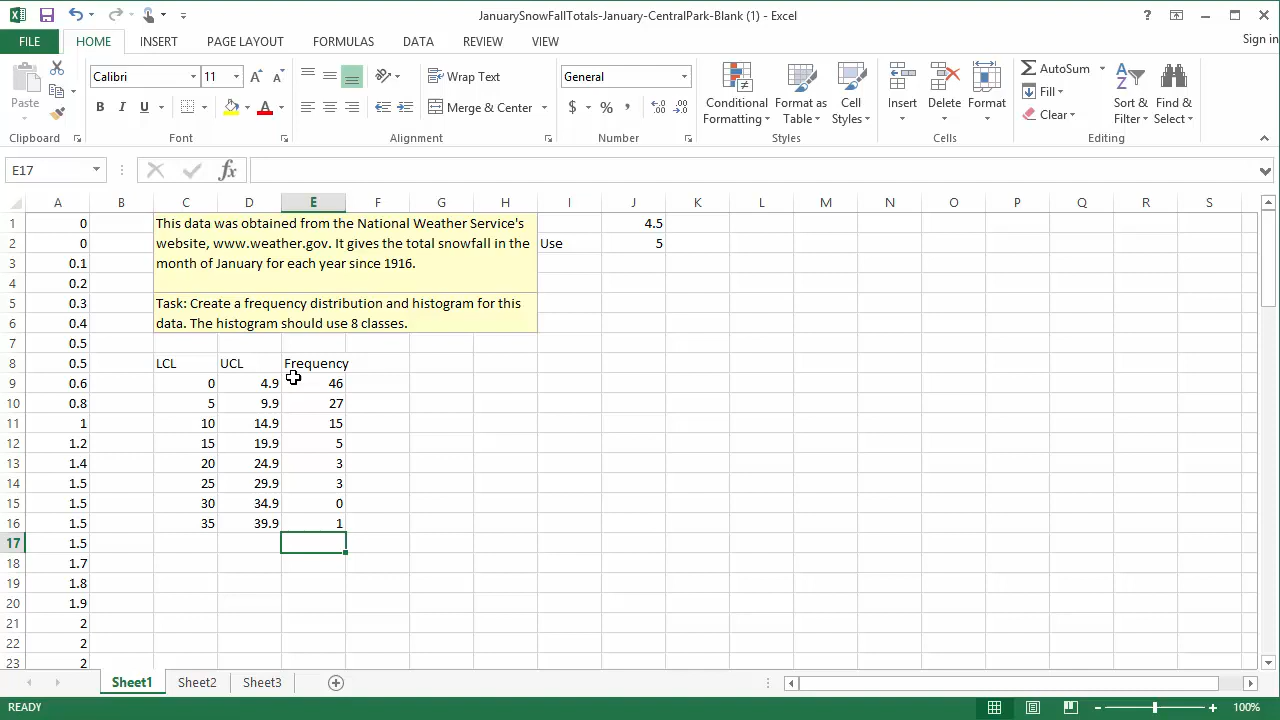 JanuarySnowFallTotals-January-CentralPark-Blank (1) - Excel
?
Sign in
FILE HOME INSERT PAGE LAYOUT FORMULAS DATA REVIEW VIEW
Paste
Calibri 11
B I U
Wrap Text
Merge & Center
General
$ % ,
Conditional Formatting
Format as Table
Cell Styles
Insert Delete Format
AutoSum
Fill
Clear
Sort & Filter
Find & Select
Clipboard Font Alignment Number Styles Cells Editing
E17 fx
A B C D E F G H I J K L M N O P Q R S
1 0 This data was obtained from the National Weather Service's 4.5
2 0 website, www.weather.gov. It gives the total snowfall in the Use 5
3 0.1 month of January for each year since 1916.
4 0.2
5 0.3 Task: Create a frequency distribution and histogram for this
6 0.4 data. The histogram should use 8 classes.
7 0.5
8 0.5 LCL UCL Frequency
9 0.6 0 4.9 46
10 0.8 5 9.9 27
11 1 10 14.9 15
12 1.2 15 19.9 5
13 1.4 20 24.9 3
14 1.5 25 29.9 3
15 1.5 30 34.9 0
16 1.5 35 39.9 1
17 1.5
18 1.7
19 1.8
20 1.9
21 2
22 2
23 2
Sheet1 Sheet2 Sheet3
READY 100%